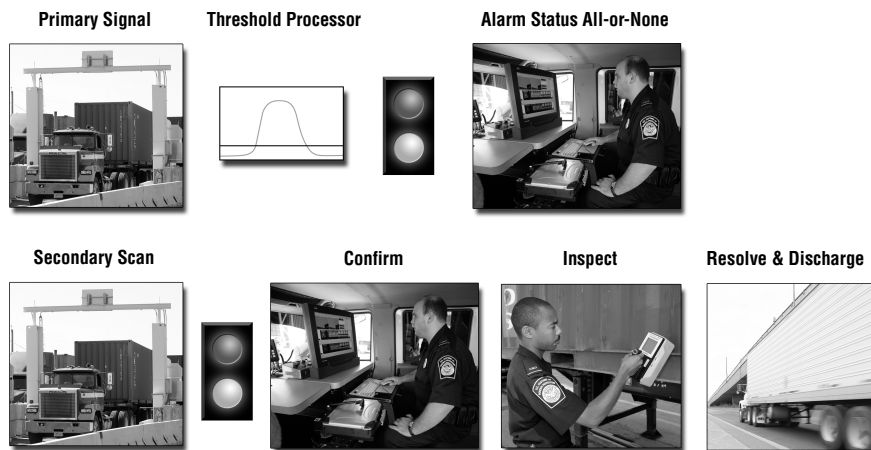 Primary Signal
Threshold Processor
Alarm Status All-or-None
Secondary Scan
Confirm
Inspect
Resolve & Discharge